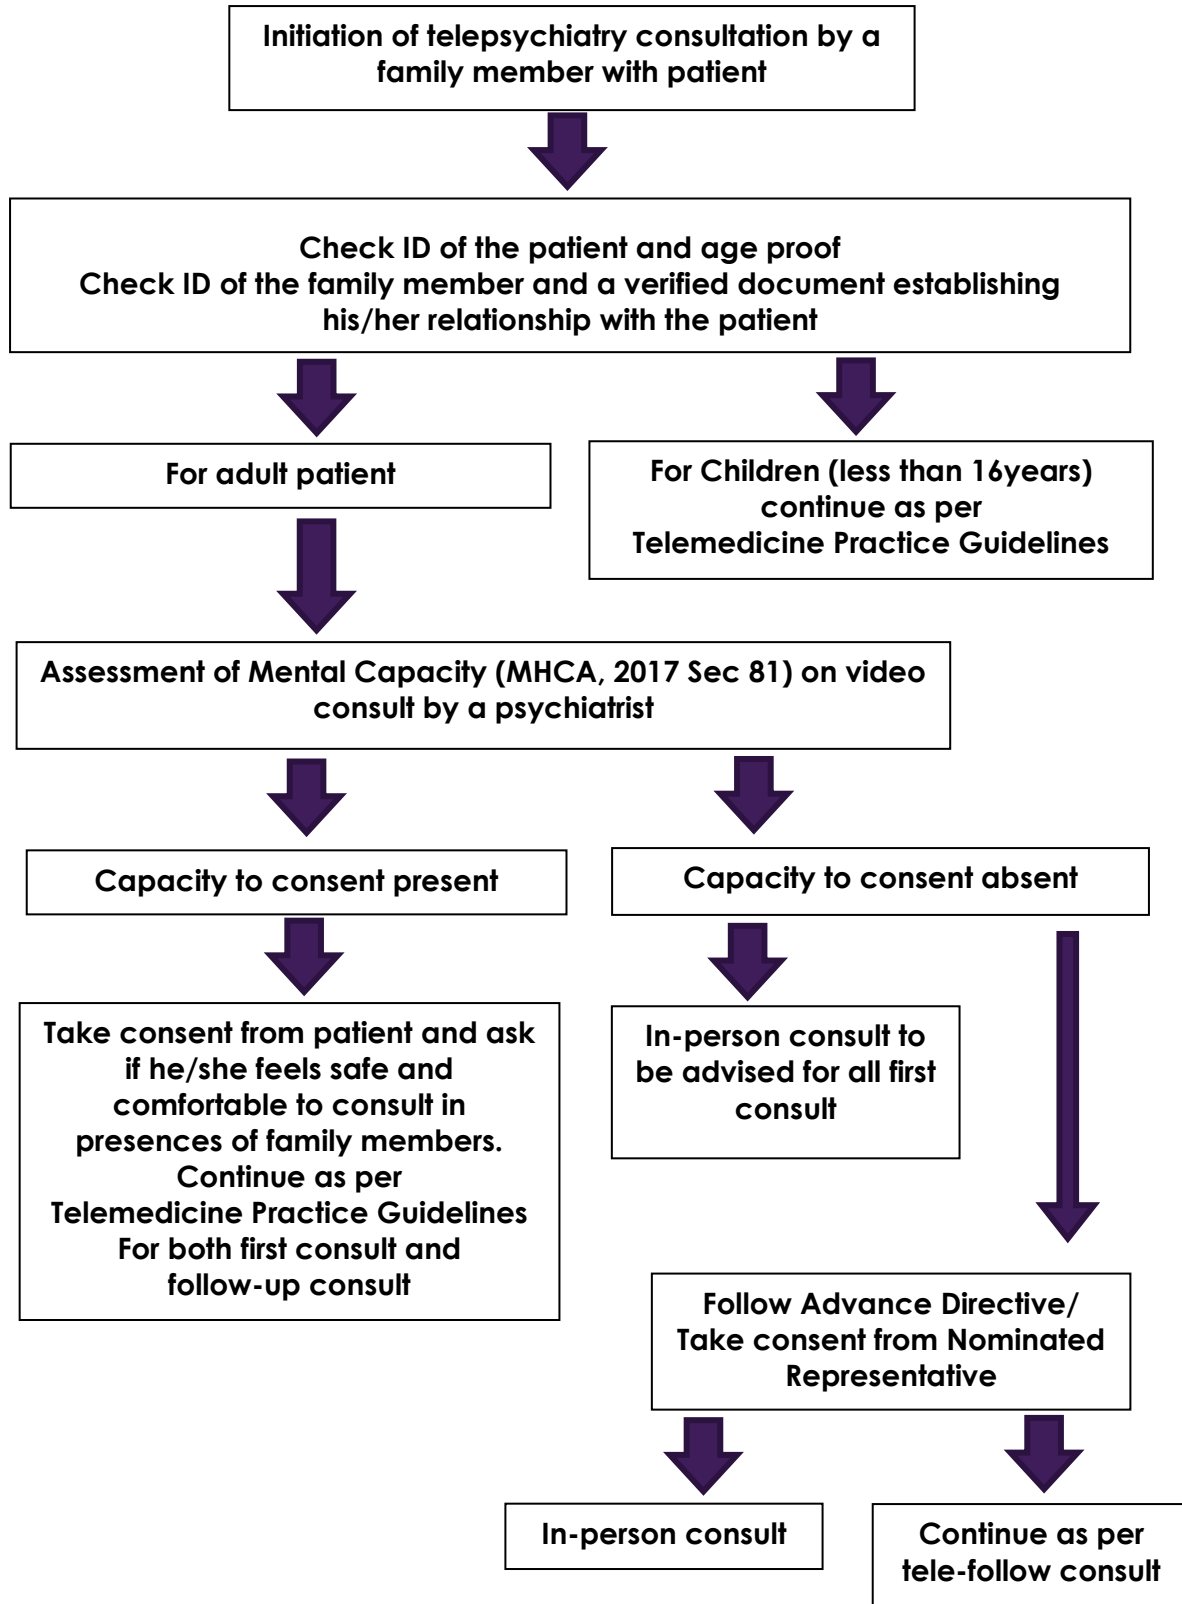 Initiation of telepsychiatry consultation by a
family member with patient
Check ID of the patient and age proof
Check ID of the family member and a verified document establishing
his/her relationship with the patient
For adult patient
For Children (less than 16years)
continue as per
Telemedicine Practice Guidelines
Assessment of Mental Capacity (MHCA, 2017 Sec 81) on video
consult by a psychiatrist
Capacity to consent present
Capacity to consent absent
Take consent from patient and ask
if he/she feels safe and
comfortable to consult in
presences of family members.
Continue as per
Telemedicine Practice Guidelines
For both first consult and
follow-up consult
In-person consult to
be advised for all first
consult
Follow Advance Directive/
Take consent from Nominated
Representative
In-person consult
Continue as per
tele-follow consult